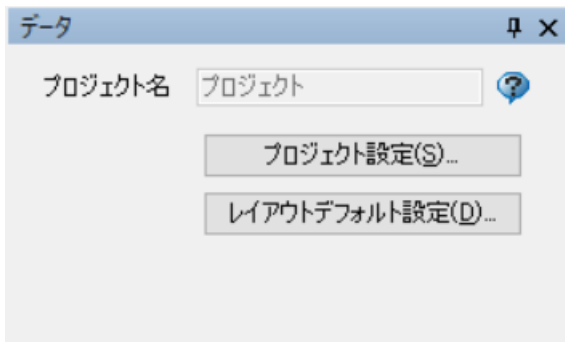 データ
プロジェクト名 プロジェクト
プロジェクト設定(S)...
レイアウトデフォルト設定(D)...